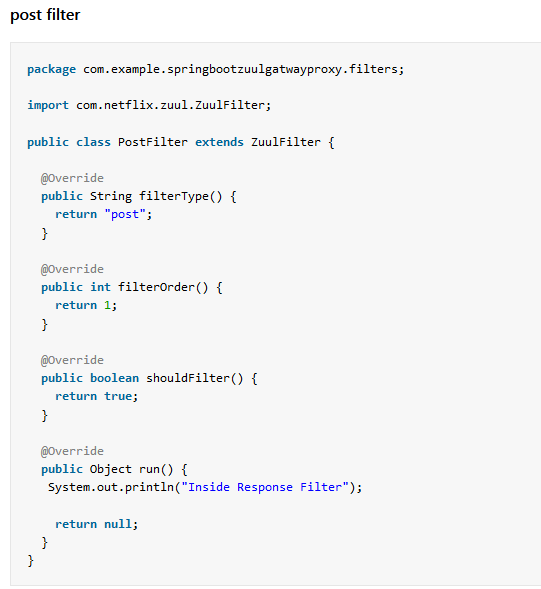 post filter
package com.example.springbootzuulgatwayproxy.filters;
import com.netflix.zuul.ZuulFilter;
public class PostFilter extends ZuulFilter {
@Override
public String filterType() {
return "post";
}
@Override
public int filterOrder() {
return 1;
}
@Override
public boolean shouldFilter() {
return true;
}
@Override
public Object run() {
System.out.println("Inside Response Filter");
return null;
}
}